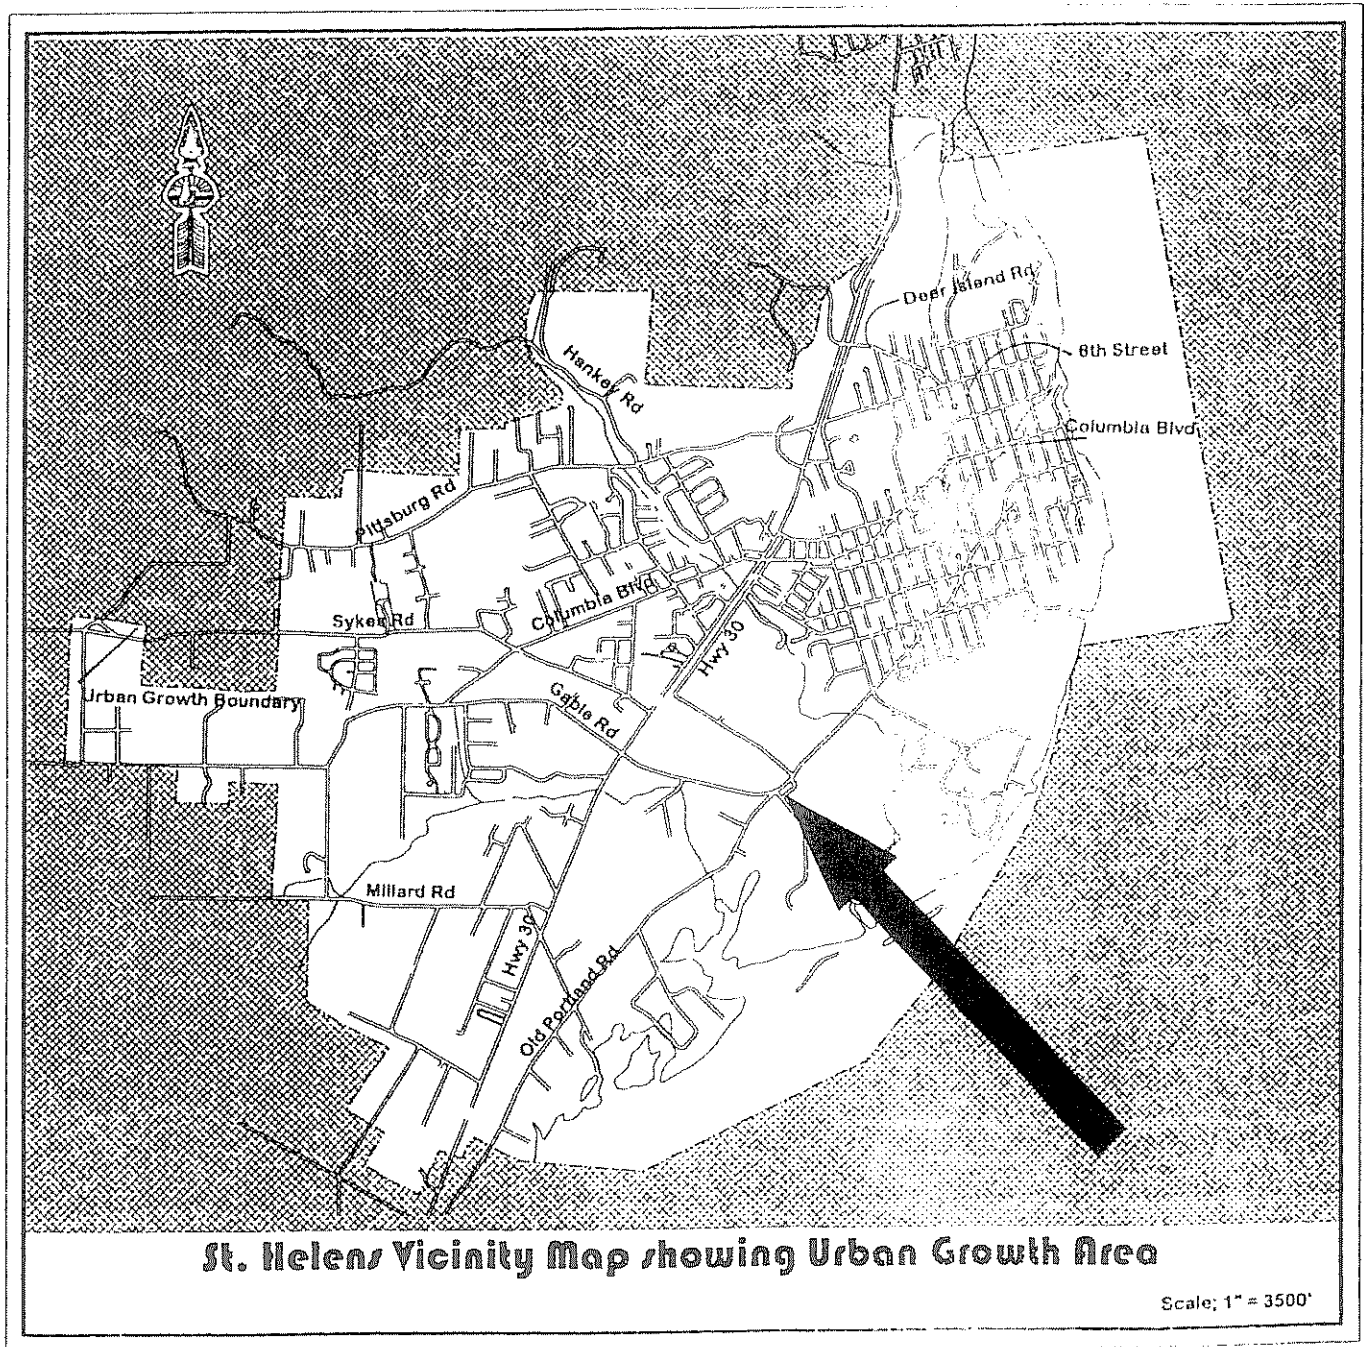 Deer Island Rd
6th Street
Hankey Rd
Columbia Blvd
Pittsburg Rd
Columbia Blvd
Sykes Rd
Hwy 30
Urban Growth Boundary
Gable Rd
Millard Rd
Hwy 30
Old Portland Rd
St. Helens Vicinity Map showing Urban Growth Area
Scale; 1" = 3500'